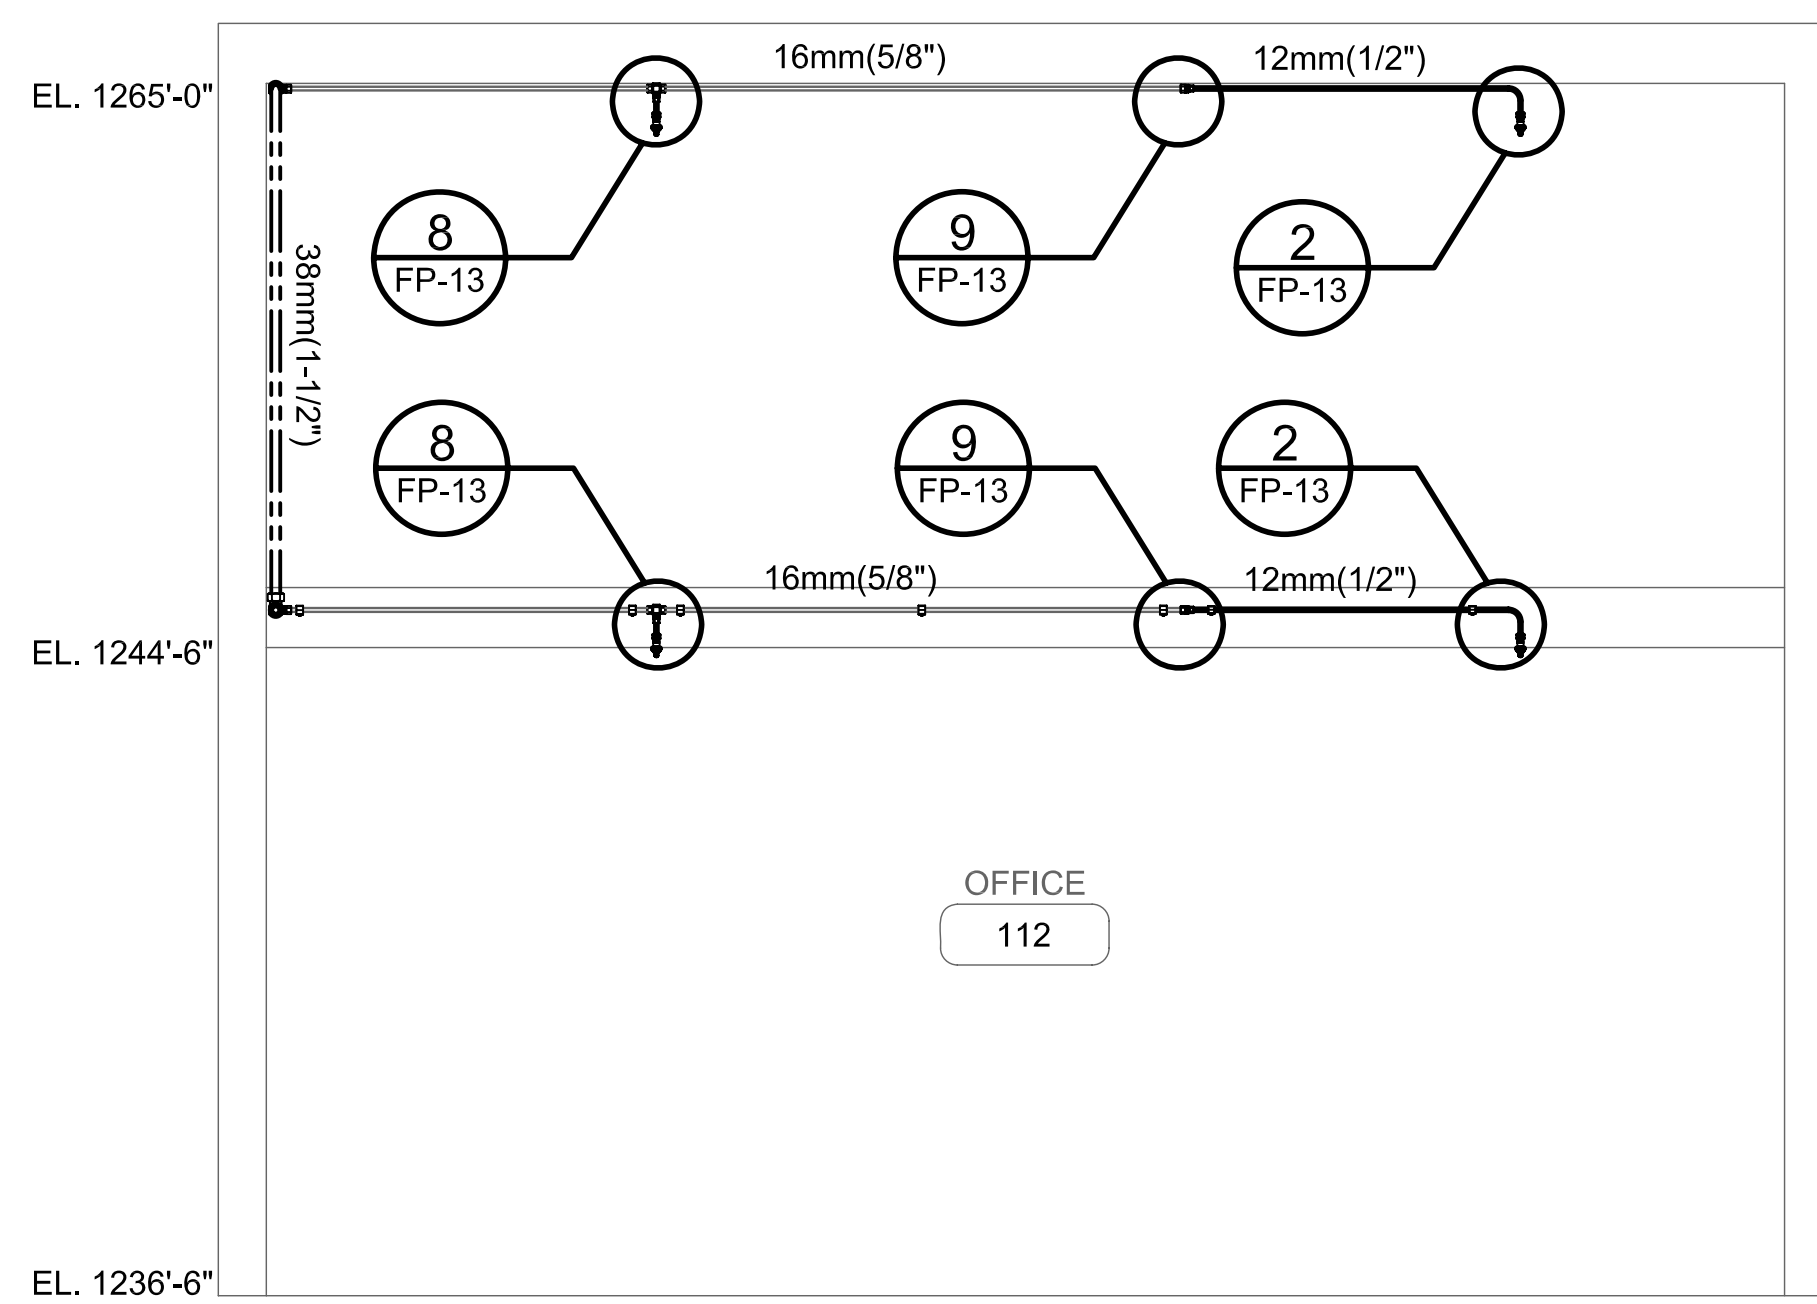 16mm(5/8")
12mm(1/2")
EL. 1265'-0"
8
FP-13
9
FP-13
2
FP-13
38mm(1-1/2")
8
FP-13
9
FP-13
2
FP-13
16mm(5/8")
12mm(1/2")
EL. 1244'-6"
OFFICE
112
EL. 1236'-6"